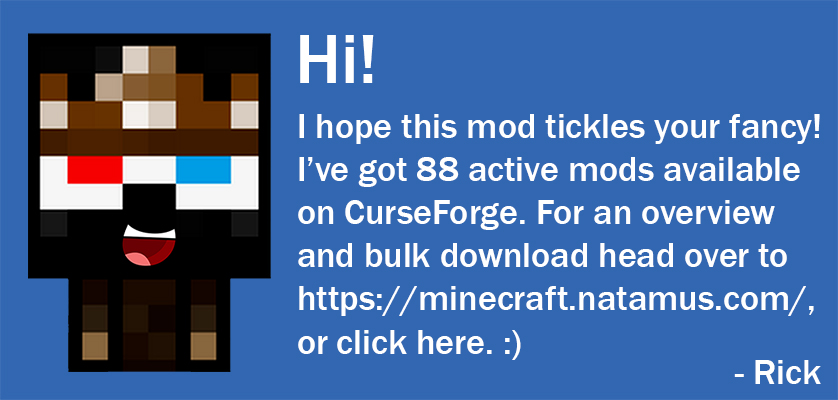 Hi!
I hope this mod tickles your fancy!
I’ve got 88 active mods available
on CurseForge. For an overview
and bulk download head over to
https://minecraft.natamus.com/,
or click here. :)
- Rick